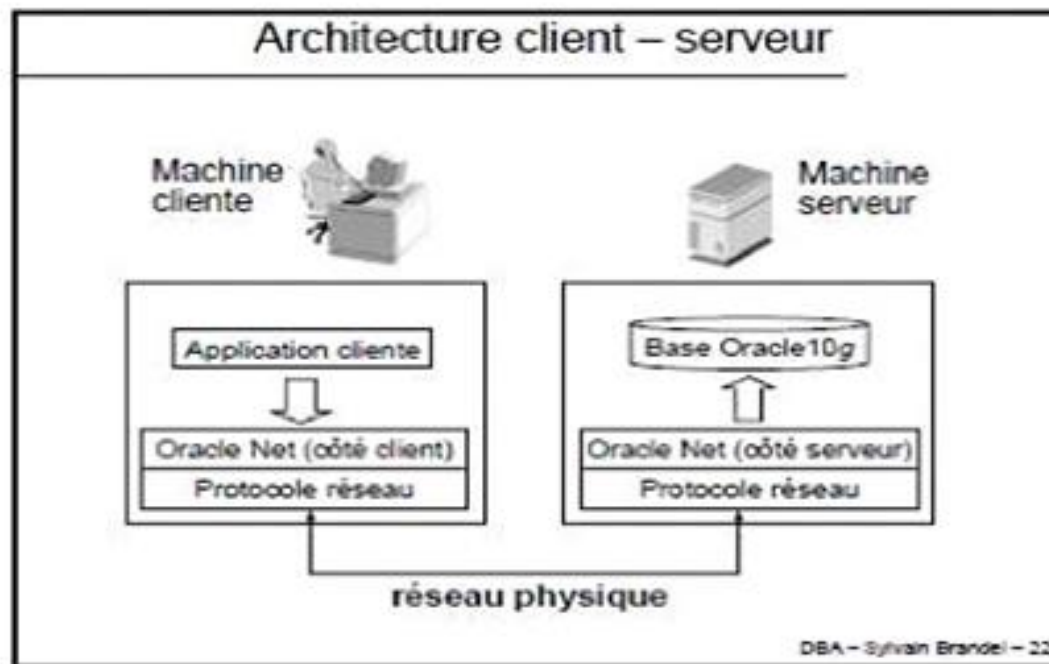 Architecture client – serveur
Machine
cliente
Machine
serveur
Application cliente
Base Oracle10g
Oracle Net (côté client)
Protocole réseau
Oracle Net (côté serveur)
Protocole réseau
réseau physique
DBA – Sylvain Brandel – 22